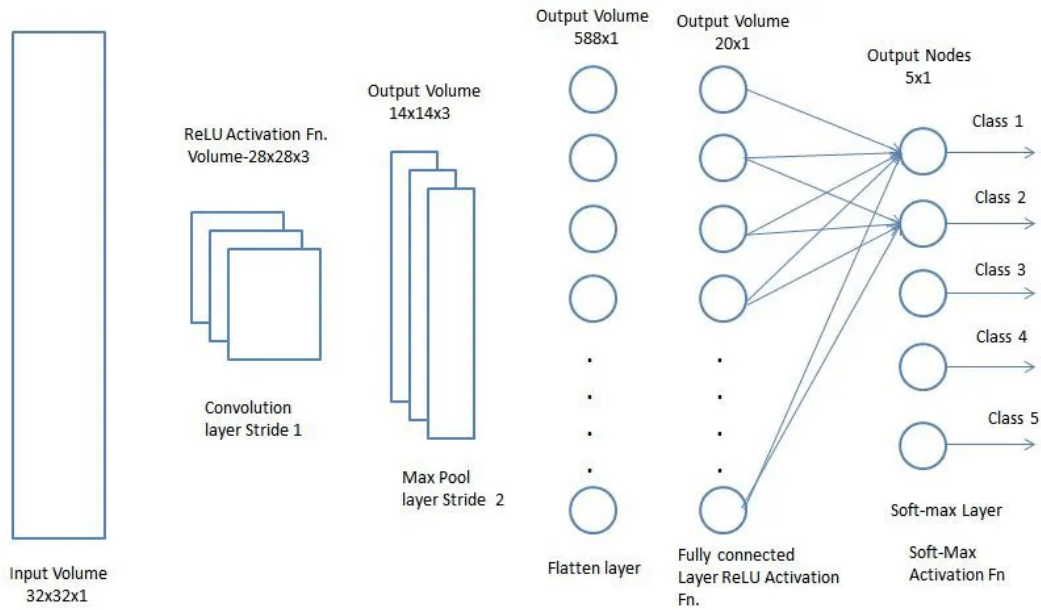 Input Volume
32x32x1
ReLU Activation Fn.
Volume-28x28x3
Convolution
layer Stride 1
Output Volume
14x14x3
Max Pool
layer Stride 2
Output Volume
588x1
Flatten layer
Output Volume
20x1
Fully connected
Layer ReLU Activation
Fn.
Output Nodes
5x1
Class 1
Class 2
Class 3
Class 4
Class 5
Soft-max Layer
Soft-Max
Activation Fn